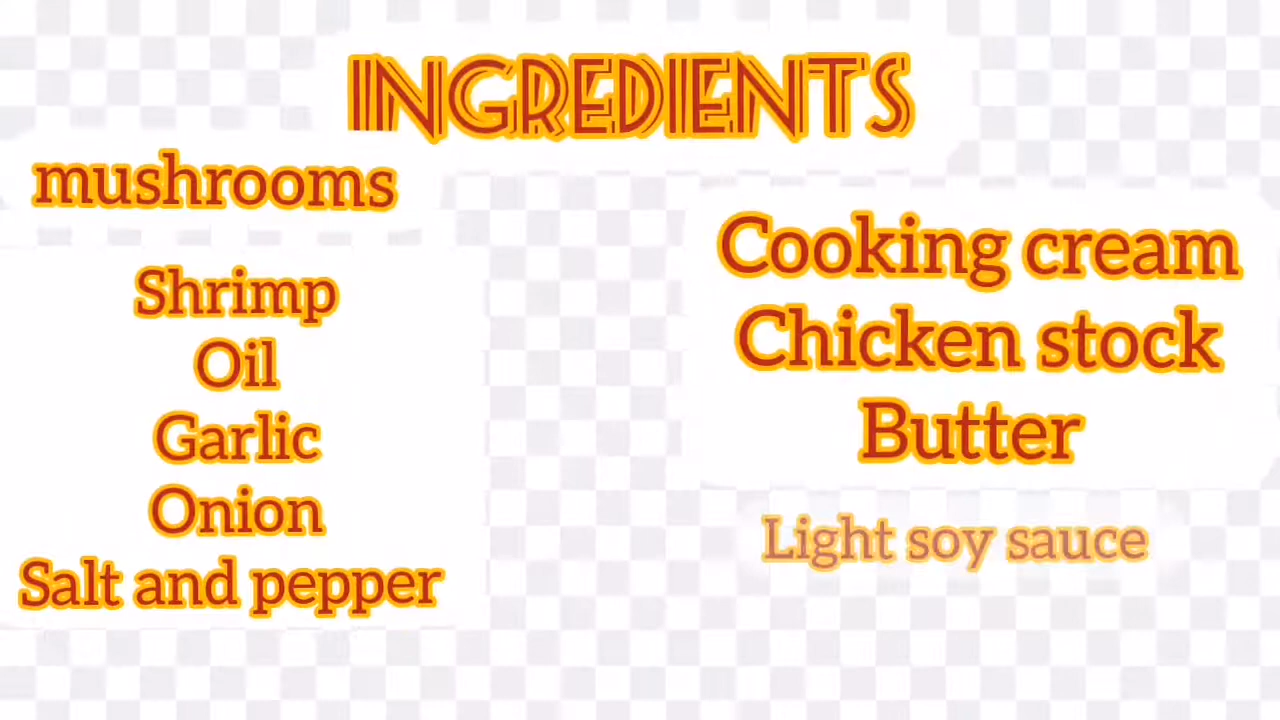 INGREDIENTS
mushrooms
Shrimp
Oil
Garlic
Onion
Salt and pepper
Cooking cream
Chicken stock
Butter
Light soy sauce